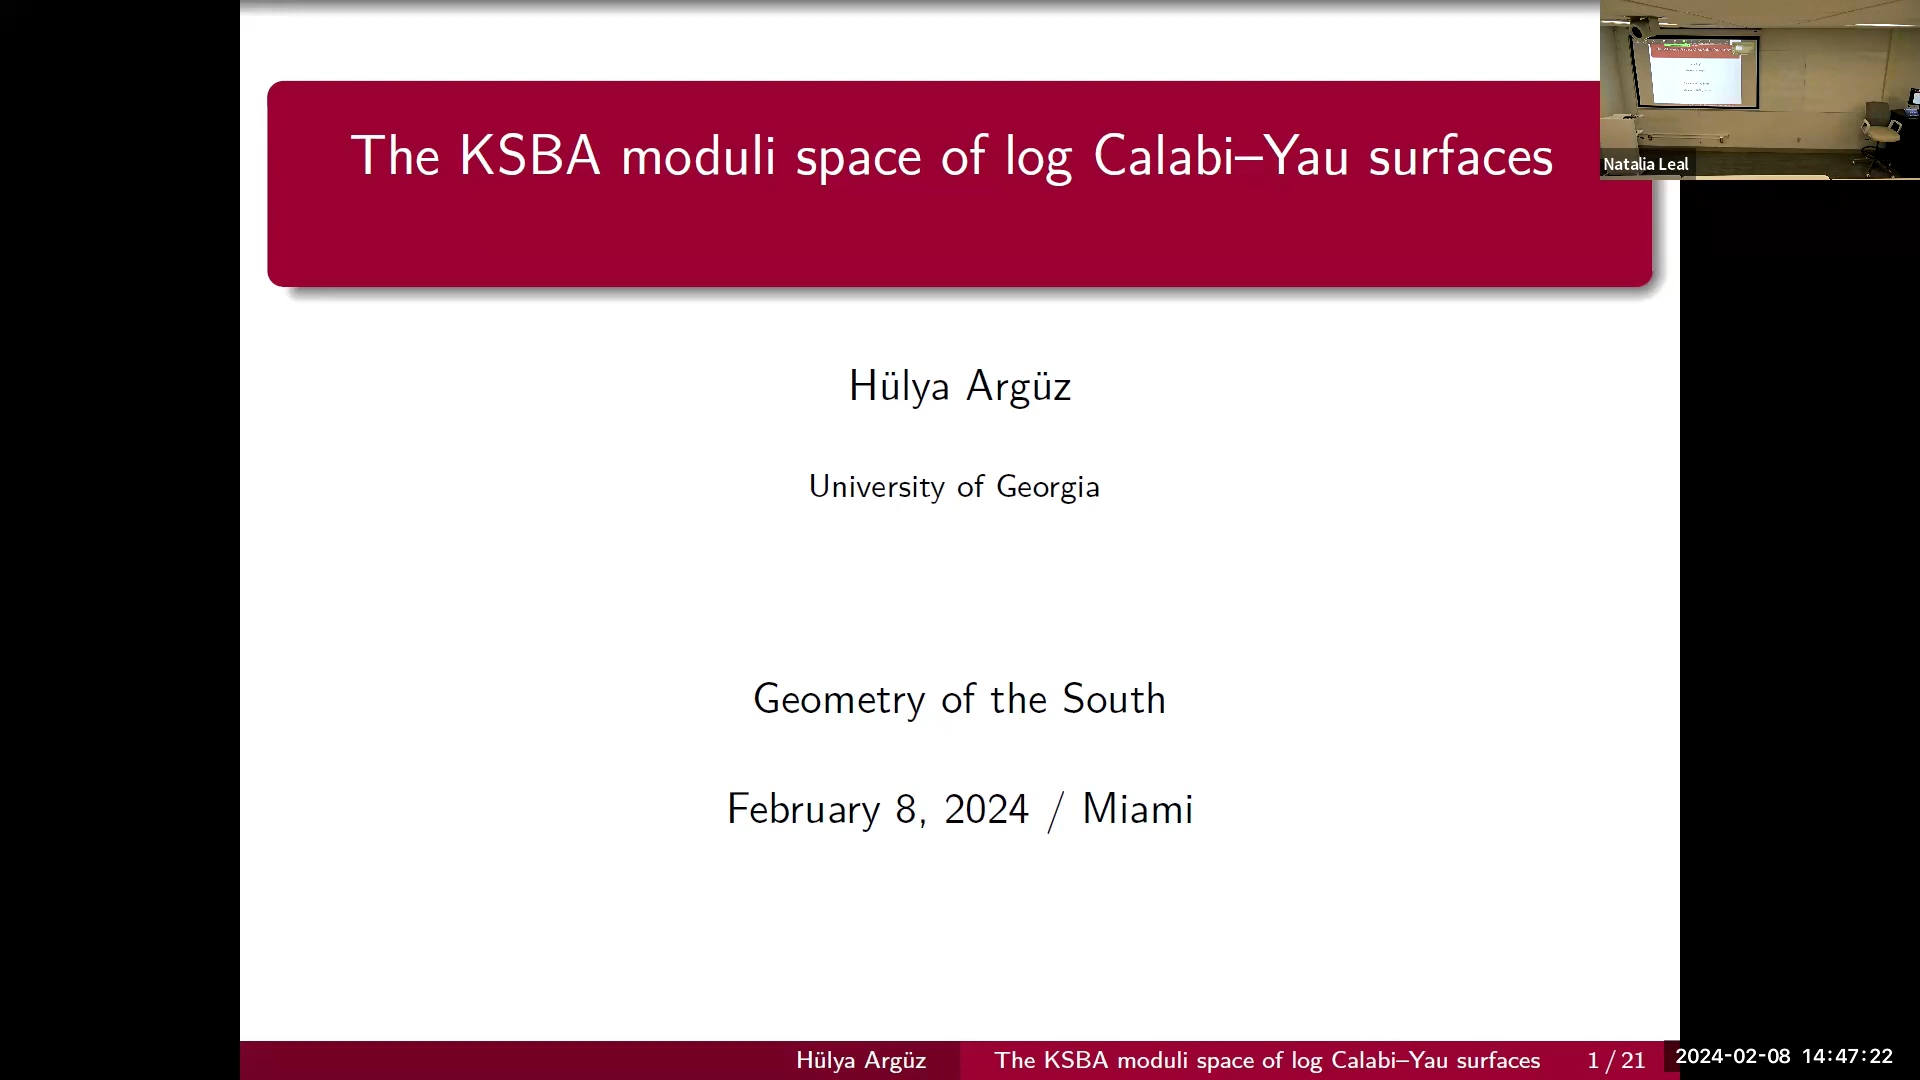 The KSBA moduli space of log Calabi–Yau surfaces
Natalia Leal
Hülya Argüz
University of Georgia
Geometry of the South
February 8, 2024 / Miami
Hülya Argüz
The KSBA moduli space of log Calabi–Yau surfaces
1 / 21
2024-02-08 14:47:22